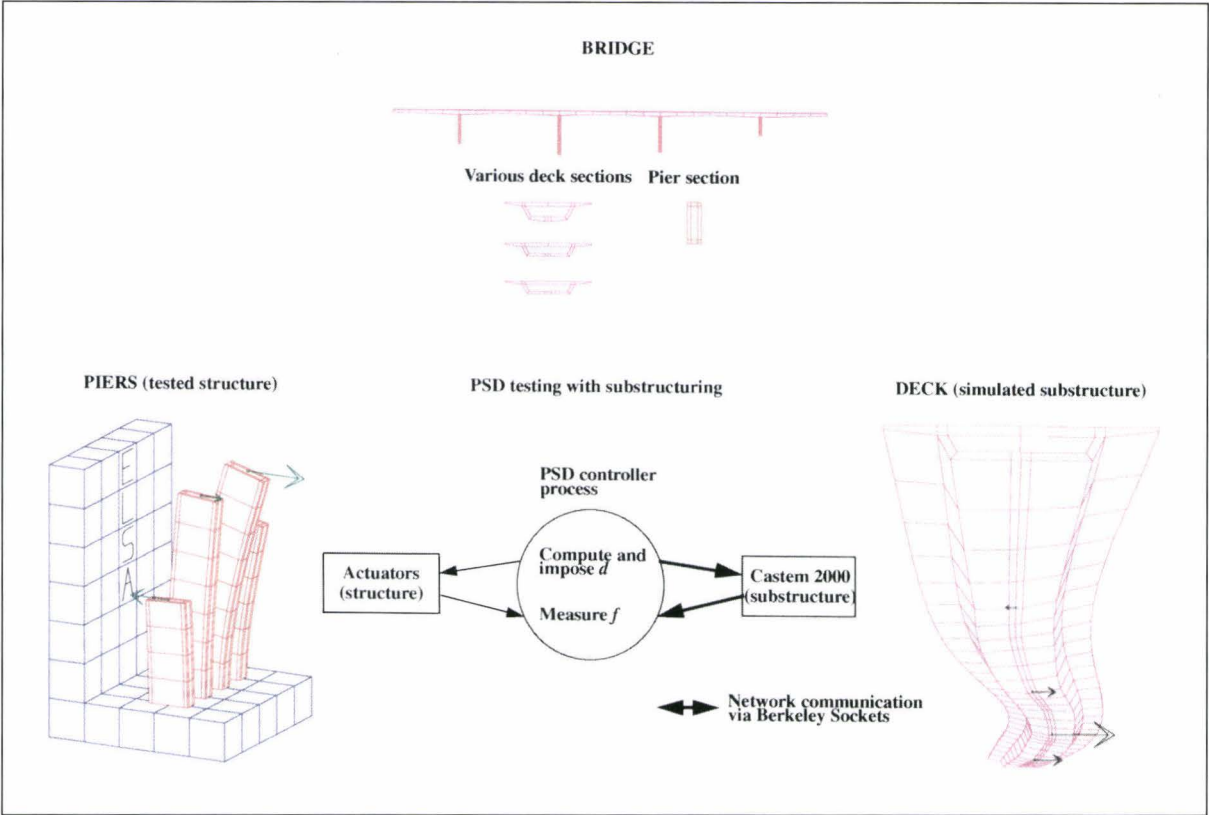 BRIDGE
Various deck sections Pier section
PIERS (tested structure)
PSD testing with substructuring
DECK (simulated substructure)
ELSA
PSD controller
process
Actuators
(structure)
Compute and
impose d
Measure f
Castem 2000
(substructure)
Network communication
via Berkeley Sockets